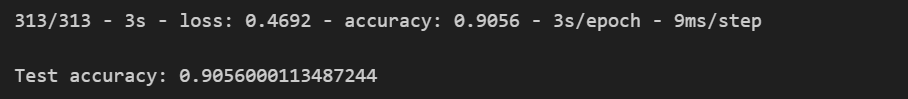 313/313 - 3s - loss: 0.4692 - accuracy: 0.9056 - 3s/epoch - 9ms/step
Test accuracy: 0.9056000113487244